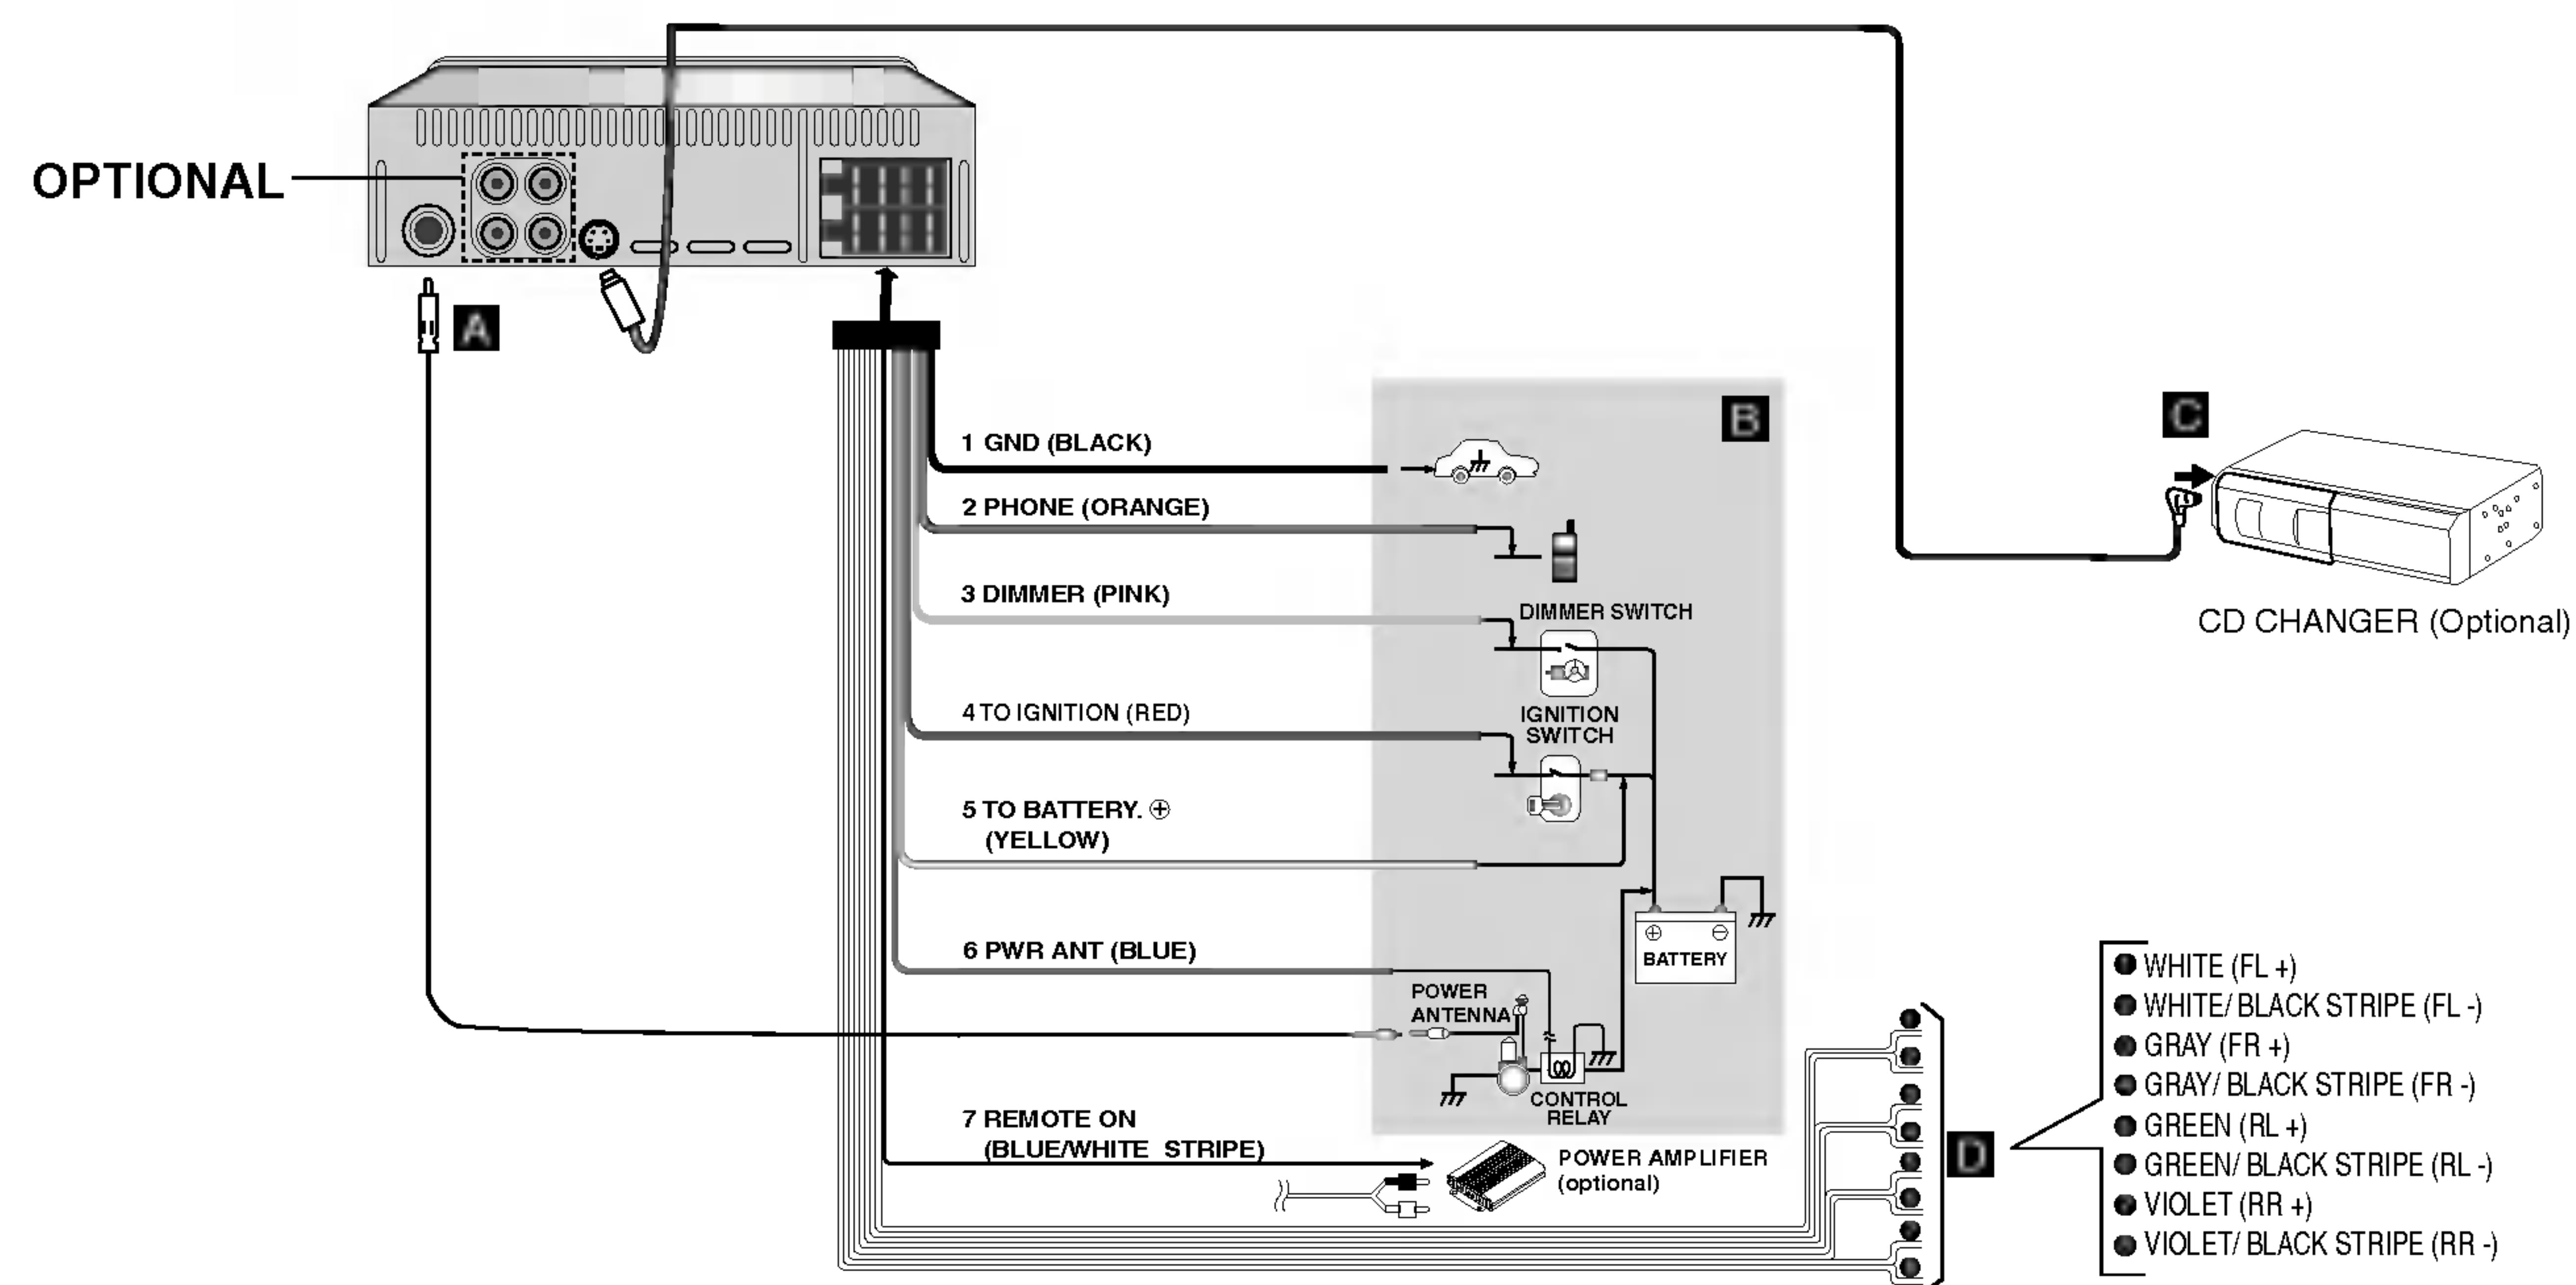 OPTIONAL
A
B
1 GND (BLACK)
C
2 PHONE (ORANGE)
3 DIMMER (PINK)
DIMMER SWITCH
CD CHANGER (Optional)
4 TO IGNITION (RED)
IGNITION
SWITCH
5 TO BATTERY. ⊕
(YELLOW)
⊕ ⊖
BATTERY
6 PWR ANT (BLUE)
POWER
ANTENNA
CONTROL
RELAY
7 REMOTE ON
(BLUE/WHITE STRIPE)
POWER AMPLIFIER
(optional)
D
● WHITE (FL +)
● WHITE/ BLACK STRIPE (FL -)
● GRAY (FR +)
● GRAY/ BLACK STRIPE (FR -)
● GREEN (RL +)
● GREEN/ BLACK STRIPE (RL -)
● VIOLET (RR +)
● VIOLET/ BLACK STRIPE (RR -)